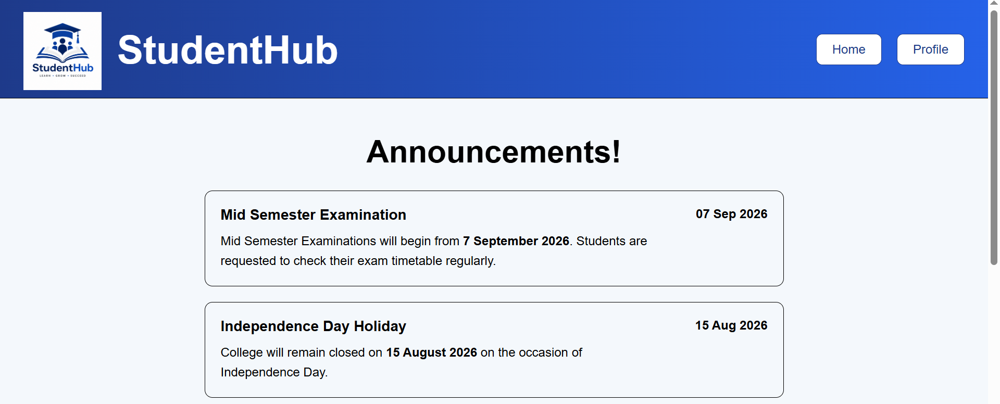 StudentHub
LEARN • GROW • SUCCEED
StudentHub
Home
Profile
Announcements!
Mid Semester Examination
07 Sep 2026
Mid Semester Examinations will begin from 7 September 2026. Students are
requested to check their exam timetable regularly.
Independence Day Holiday
15 Aug 2026
College will remain closed on 15 August 2026 on the occasion of
Independence Day.